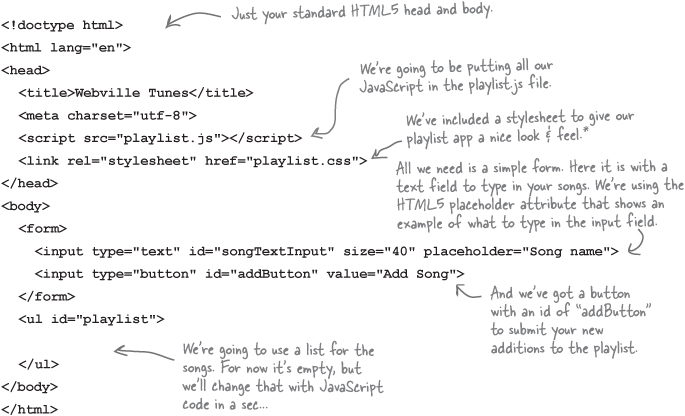 <!doctype html>
Just your standard HTML5 head and body.
<html lang="en">
<head>
<title>Webville Tunes</title>
We're going to be putting all our
JavaScript in the playlist.js file.
<meta charset="utf-8">
<script src="playlist.js"></script>
We've included a stylesheet to give our
playlist app a nice look & feel.*
<link rel="stylesheet" href="playlist.css">
</head>
All we need is a simple form. Here it is with a
text field to type in your songs. We're using the
HTML5 placeholder attribute that shows an
example of what to type in the input field.
<body>
<form>
<input type="text" id="songTextInput" size="40" placeholder="Song name">
<input type="button" id="addButton" value="Add Song">
And we've got a button
with an id of "addButton"
to submit your new
additions to the playlist.
</form>
<ul id="playlist">
We're going to use a list for the
songs. For now it's empty, but
we'll change that with JavaScript
code in a sec...
</ul>
</body>
</html>